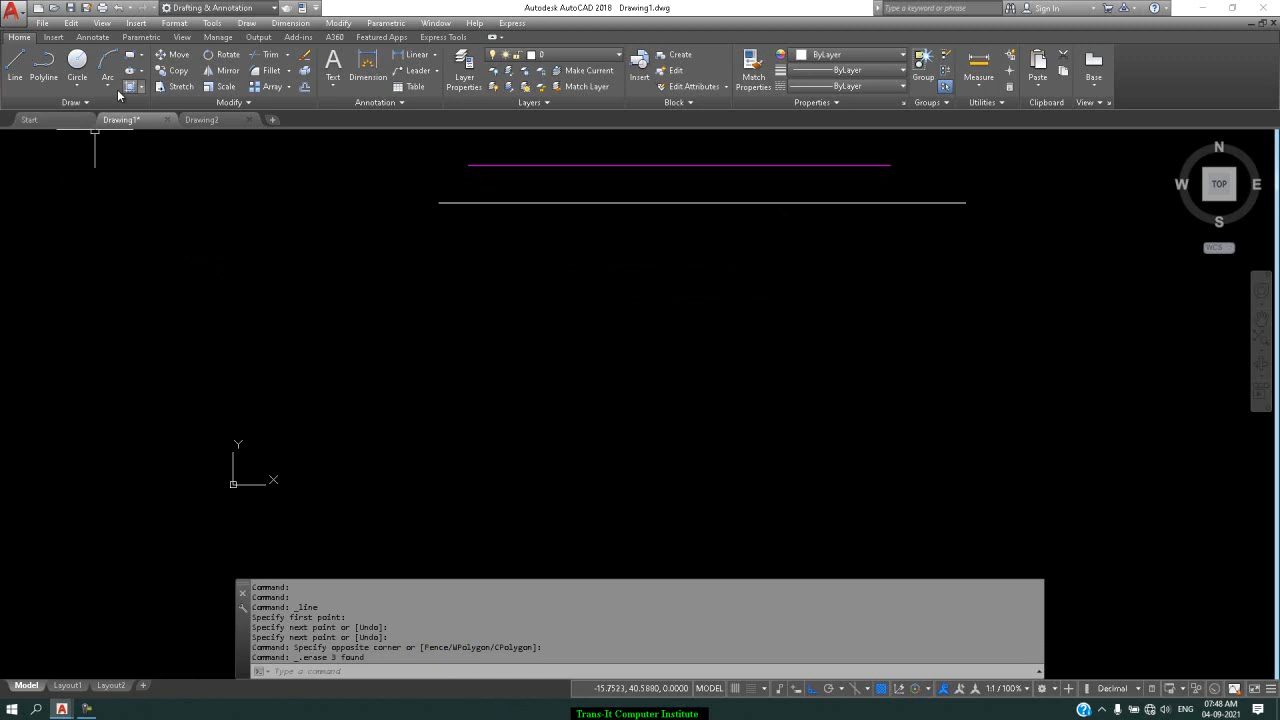 Drafting & Annotation
Autodesk AutoCAD 2018 Drawing1.dwg
Type a keyword or phrase
Sign In
File Edit View Insert Format Tools Draw Dimension Modify Parametric Window Help Express
Home Insert Annotate Parametric View Manage Output Add-ins A360 Featured Apps Express Tools
Line Polyline Circle Arc
Move Rotate Trim
Copy Mirror Fillet
Stretch Scale Array
Text Dimension
Linear
Leader
Table
Layer Properties
0
Make Current
Match Layer
Insert
Create
Edit
Edit Attributes
Match Properties
ByLayer
ByLayer
ByLayer
Group
Measure
Paste
Base
Draw Modify Annotation Layers Block Properties Groups Utilities Clipboard View
Start Drawing1* Drawing2
N
W TOP E
S
WCS
Y
X
Command:
Command:
Command: _line
Specify first point:
Specify next point or [Undo]:
Specify next point or [Undo]:
Command: Specify opposite corner or [Fence/WPolygon/CPolygon]:
Command: _.erase 3 found
Type a command
Model Layout1 Layout2
-15.7523, 40.5880, 0.0000 MODEL
1:1 / 100%
Decimal
ENG
07:48 AM
04-09-2021
Trans-It Computer Institute